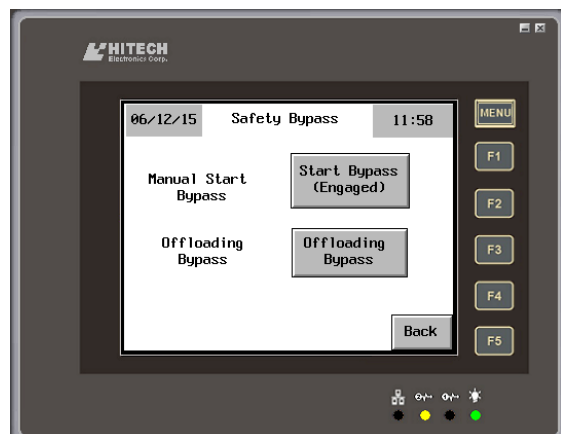 HITECH
Electronics Corp.
06/12/15 Safety Bypass 11:58
MENU
F1
Manual Start
Bypass
Start Bypass
(Engaged)
F2
Offloading
Bypass
Offloading
Bypass
F3
F4
Back
F5